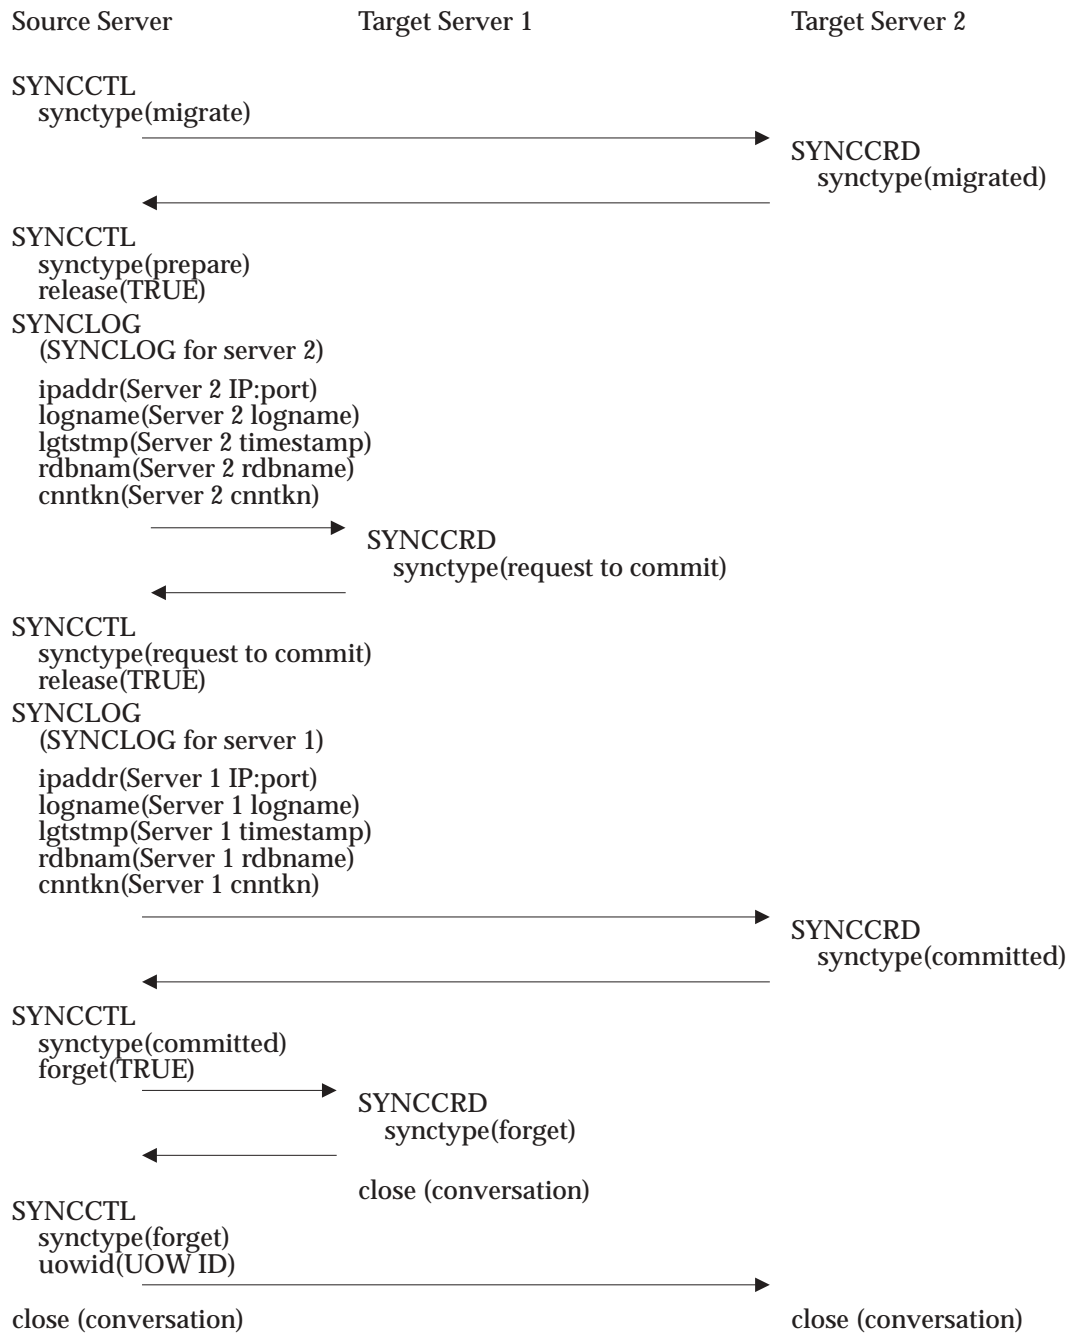 Source Server
Target Server 1
Target Server 2
SYNCCTL
synctype(migrate)
SYNCCRD
synctype(migrated)
SYNCCTL
synctype(prepare)
release(TRUE)
SYNCLOG
(SYNCLOG for server 2)
ipaddr(Server 2 IP:port)
logname(Server 2 logname)
lgtstmp(Server 2 timestamp)
rdbnam(Server 2 rdbname)
cnntkn(Server 2 cnntkn)
SYNCCRD
synctype(request to commit)
SYNCCTL
synctype(request to commit)
release(TRUE)
SYNCLOG
(SYNCLOG for server 1)
ipaddr(Server 1 IP:port)
logname(Server 1 logname)
lgtstmp(Server 1 timestamp)
rdbnam(Server 1 rdbname)
cnntkn(Server 1 cnntkn)
SYNCCRD
synctype(committed)
SYNCCTL
synctype(committed)
forget(TRUE)
SYNCCRD
synctype(forget)
close (conversation)
SYNCCTL
synctype(forget)
uowid(UOW ID)
close (conversation)
close (conversation)